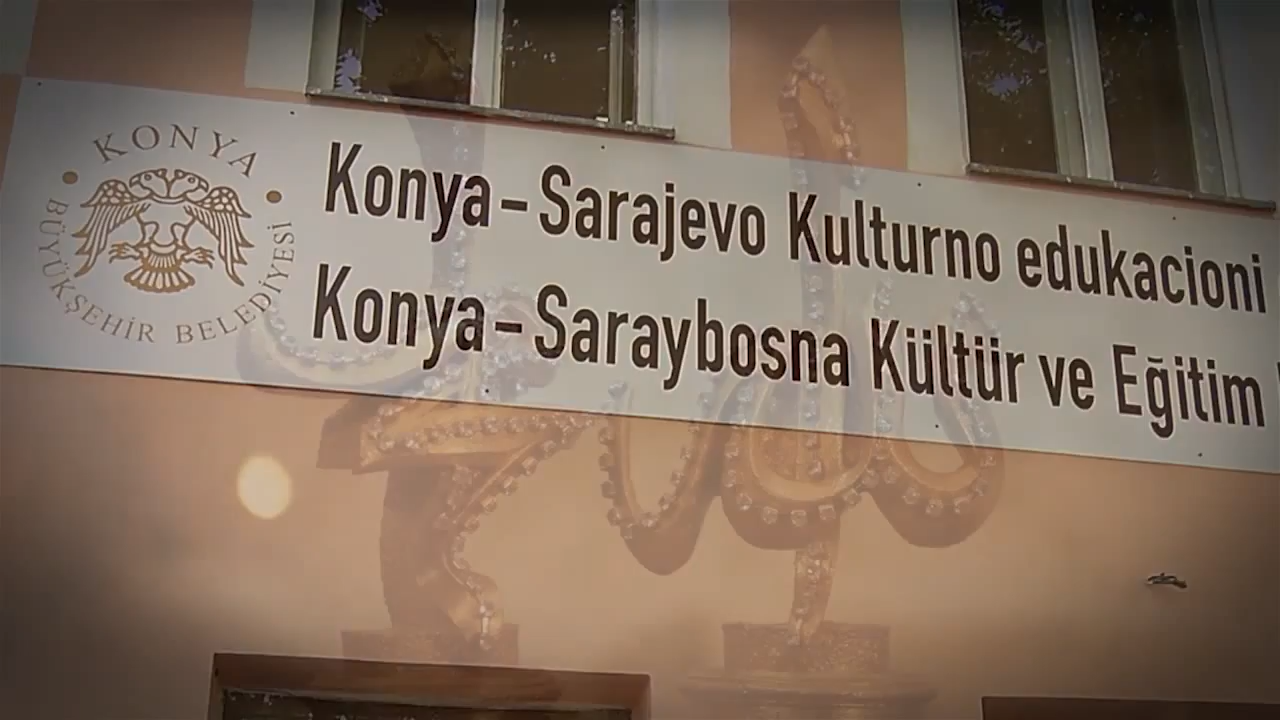 KONYA
BÜYÜKŞEHİR BELEDİYESİ
Konya-Sarajevo Kulturno edukacioni
Konya-Saraybosna Kültür ve Eğitim